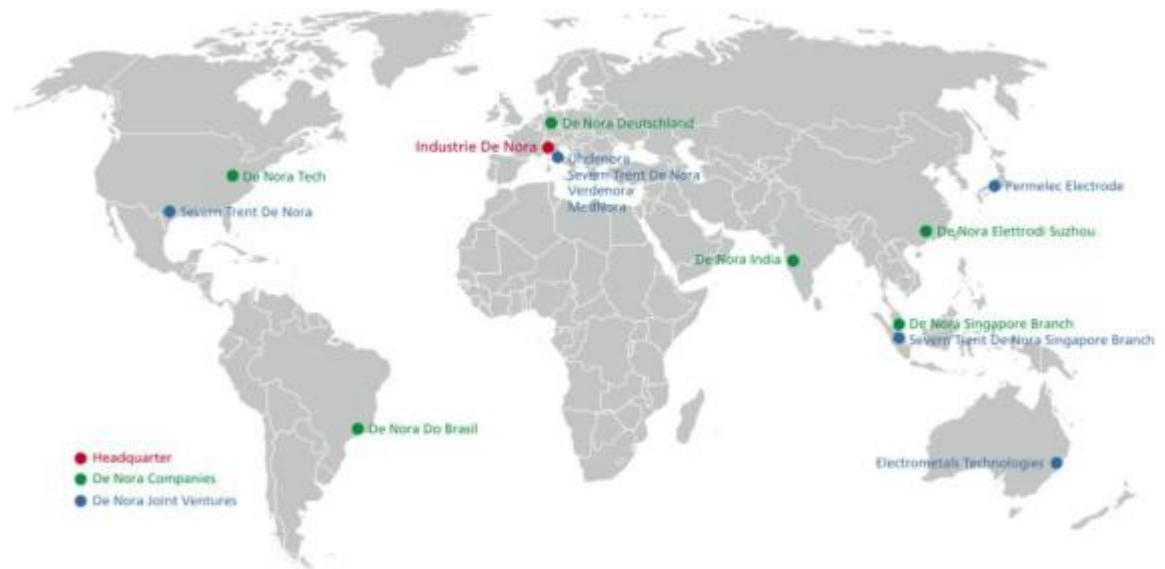 De Nora Deutschland
Industrie De Nora
Uhdenora
Severn Trent De Nora
Verdenora
MedNora
De Nora Tech
Severn Trent De Nora
Permelec Electrode
De Nora Elettrodi Suzhou
De Nora India
De Nora Singapore Branch
Severn Trent De Nora Singapore Branch
De Nora Do Brasil
Electrometals Technologies
Headquarter
De Nora Companies
De Nora Joint Ventures